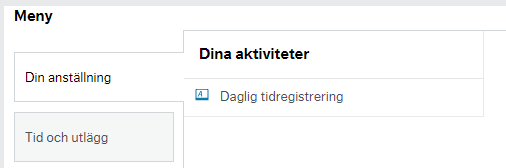 Meny
Din anställning
Tid och utlägg
Dina aktiviteter
A
Daglig tidregistrering